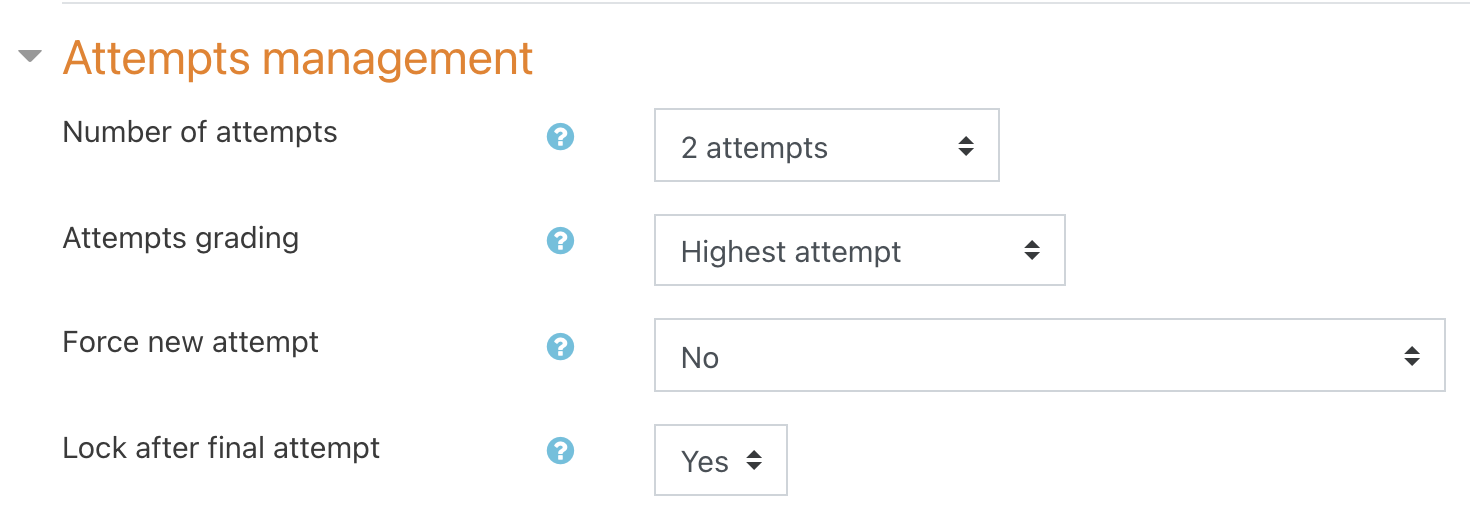 Attempts management
Number of attempts ? 2 attempts
Attempts grading ? Highest attempt
Force new attempt ? No
Lock after final attempt ? Yes